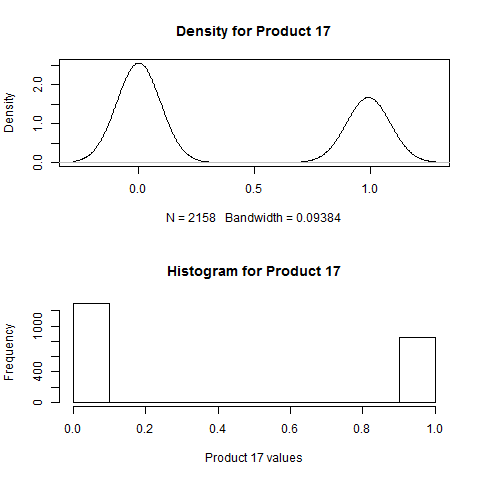 Density for Product 17
Density
0.0 1.0 2.0
0.0 0.5 1.0
N = 2158 Bandwidth = 0.09384
Histogram for Product 17
Frequency
0 400 1000
0.0 0.2 0.4 0.6 0.8 1.0
Product 17 values